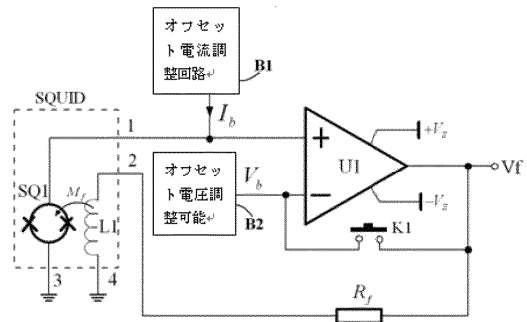 オフセッ
ト電流調
整回路↵
B1
SQUID
1
I_b
+V_z
2
オフセッ
ト電圧調
整可能↵
V_b
+
−
U1
Vf
SQ1
M_f
L1
−V_z
B2
K1
3
4
R_f